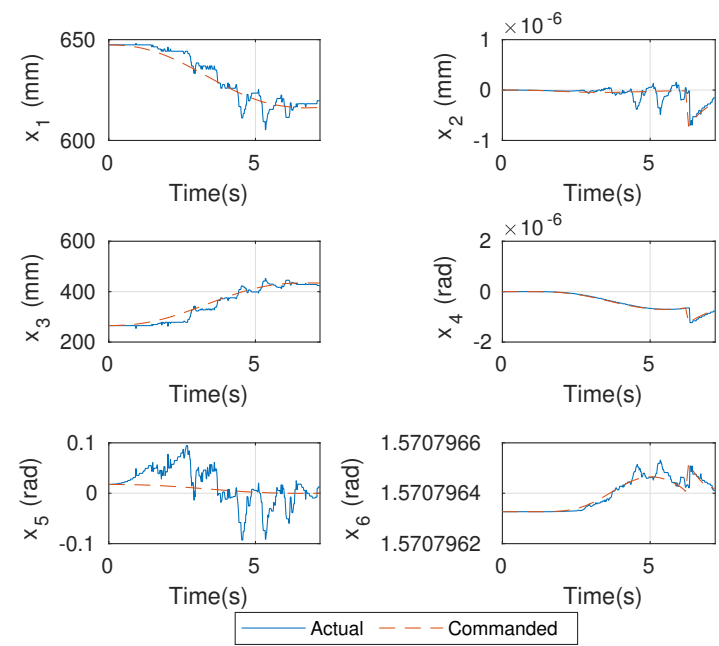 650
600
x1 (mm)
0
5
Time(s)
×10-6
1
0
-1
x2 (mm)
0
5
Time(s)
600
400
200
x3 (mm)
0
5
Time(s)
×10-6
2
0
-2
x4 (rad)
0
5
Time(s)
0.1
0
-0.1
x5 (rad)
0
5
Time(s)
1.5707966
1.5707964
1.5707962
x6 (rad)
0
5
Time(s)
Actual
Commanded